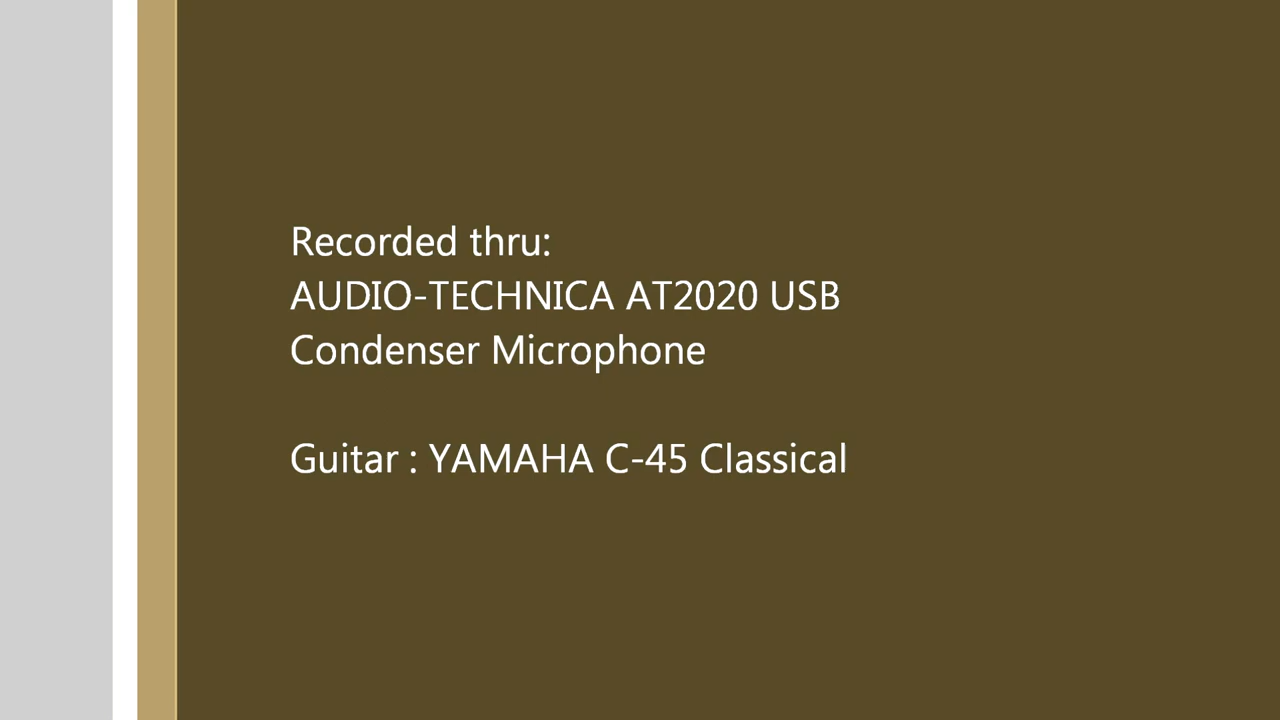 Recorded thru:
AUDIO-TECHNICA AT2020 USB
Condenser Microphone
Guitar : YAMAHA C-45 Classical